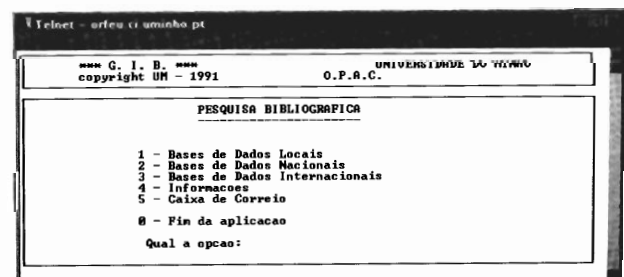 Telnet - orfeu ci uminho pt
*** G. I. B. *** UNIVERSIDADE DO MINHO
copyright UM - 1991 O.P.A.C.
PESQUISA BIBLIOGRAFICA
1 - Bases de Dados Locais
2 - Bases de Dados Nacionais
3 - Bases de Dados Internacionais
4 - Informacoes
5 - Caixa de Correio
0 - Fim da aplicacao
Qual a opcao: